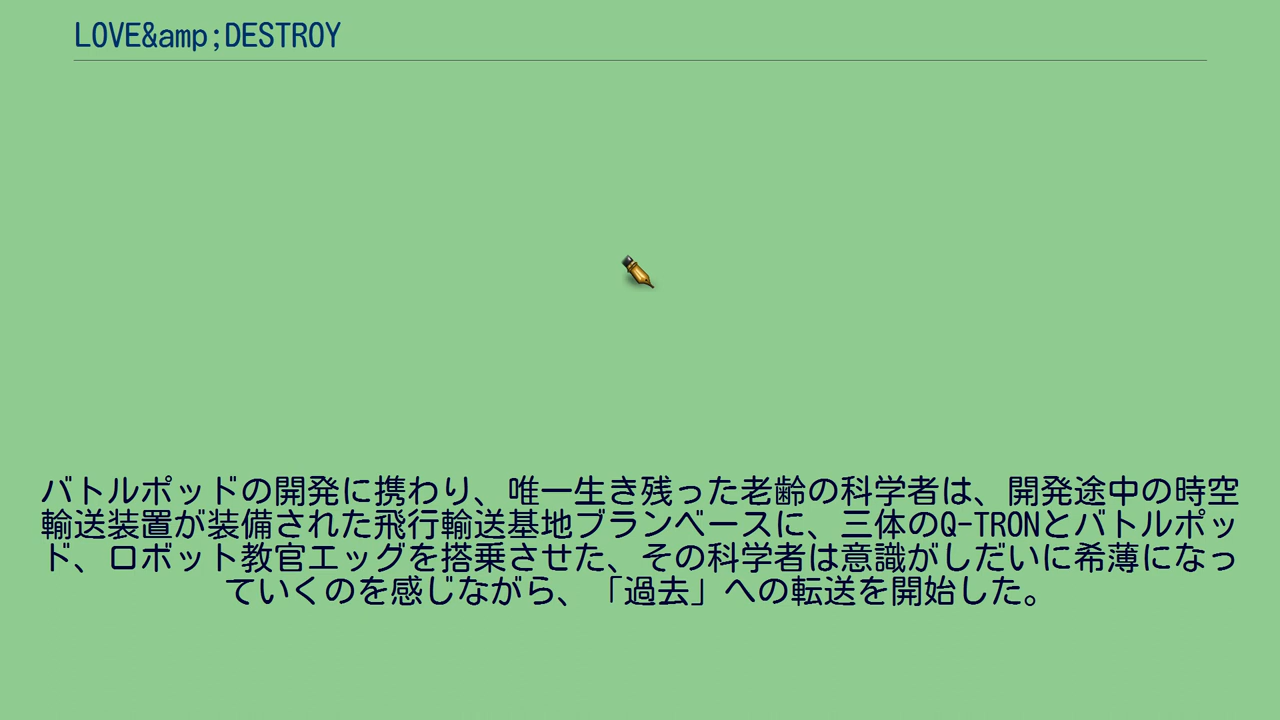 LOVE&amp;DESTROY
バトルポッドの開発に携わり、唯一生き残った老齢の科学者は、開発途中の時空
輸送装置が装備された飛行輸送基地ブランベースに、三体のQ-TRONとバトルポッ
ド、ロボット教官エッグを搭乗させた、その科学者は意識がしだいに希薄になっ
ていくのを感じながら、「過去」への転送を開始した。